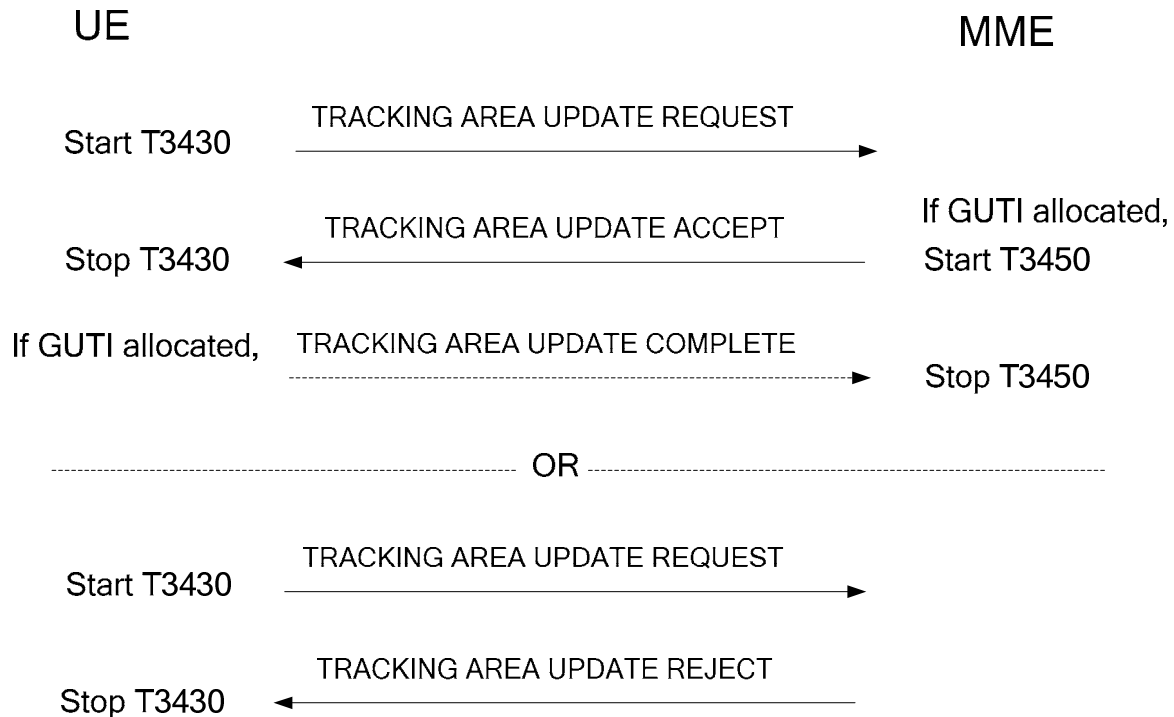 UE
MME
TRACKING AREA UPDATE REQUEST
Start T3430
If GUTI allocated,
TRACKING AREA UPDATE ACCEPT
Stop T3430
Start T3450
If GUTI allocated,
TRACKING AREA UPDATE COMPLETE
Stop T3450
OR
TRACKING AREA UPDATE REQUEST
Start T3430
TRACKING AREA UPDATE REJECT
Stop T3430